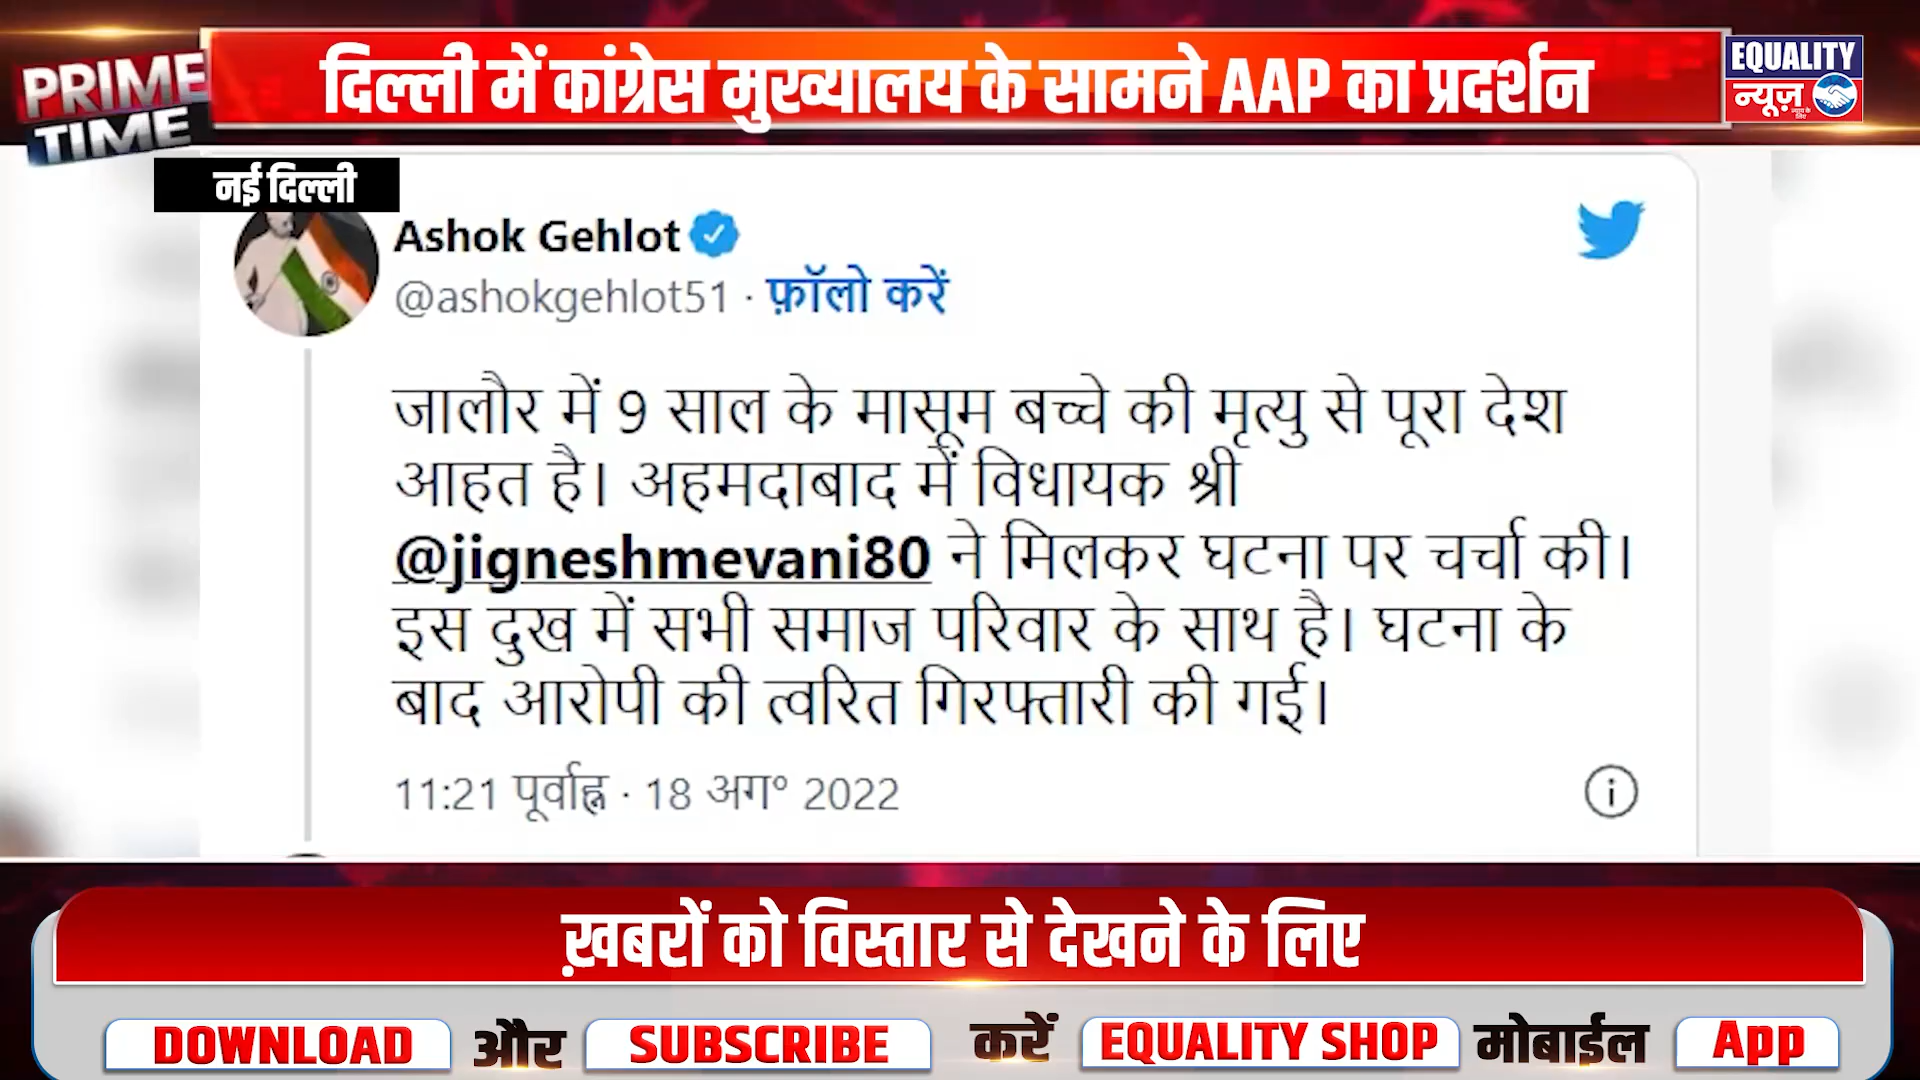 PRIME
TIME
दिल्ली में कांग्रेस मुख्यालय के सामने AAP का प्रदर्शन
EQUALITY
न्यूज़
नई दिल्ली
Ashok Gehlot
@ashokgehlot51 · फ़ॉलो करें
जालौर में 9 साल के मासूम बच्चे की मृत्यु से पूरा देश
आहत है। अहमदाबाद में विधायक श्री
@jigneshmevani80 ने मिलकर घटना पर चर्चा की।
इस दुख में सभी समाज परिवार के साथ है। घटना के
बाद आरोपी की त्वरित गिरफ्तारी की गई।
11:21 पूर्वाह्न · 18 अग॰ 2022
ख़बरों को विस्तार से देखने के लिए
DOWNLOAD और SUBSCRIBE करें EQUALITY SHOP मोबाईल App